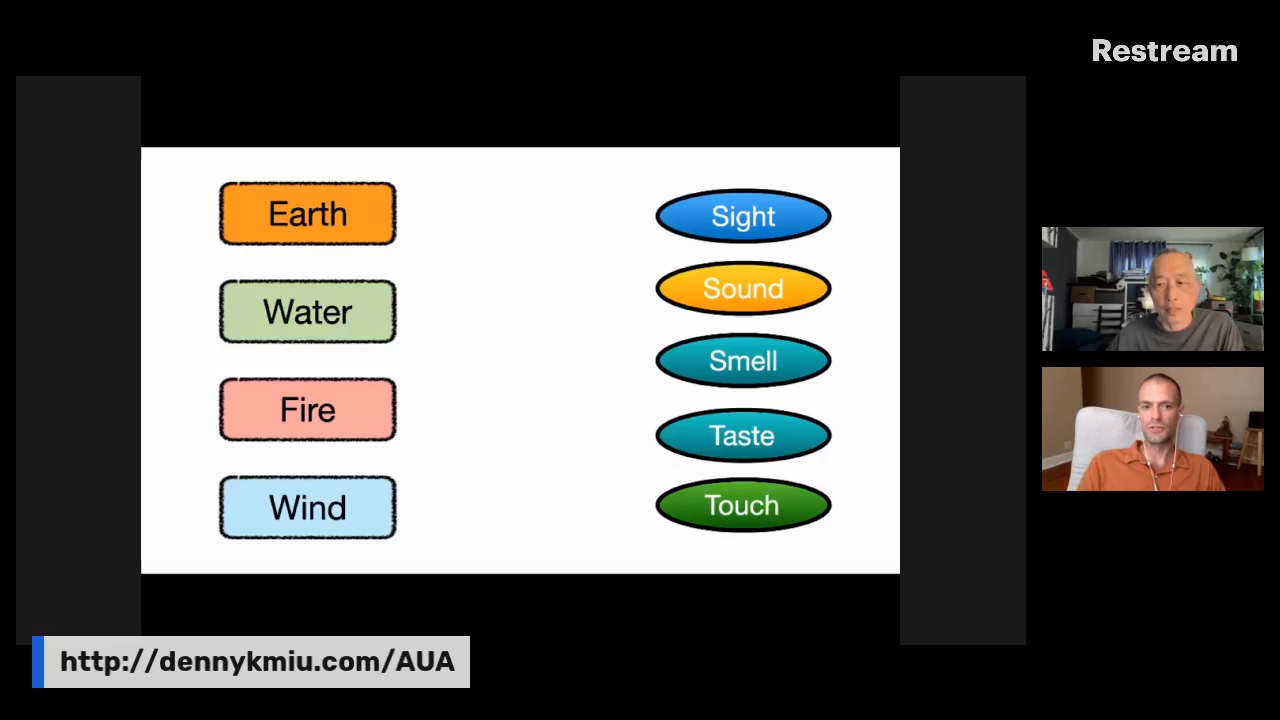 Restream
Earth
Water
Fire
Wind
Sight
Sound
Smell
Taste
Touch
http://dennykmiu.com/AUA